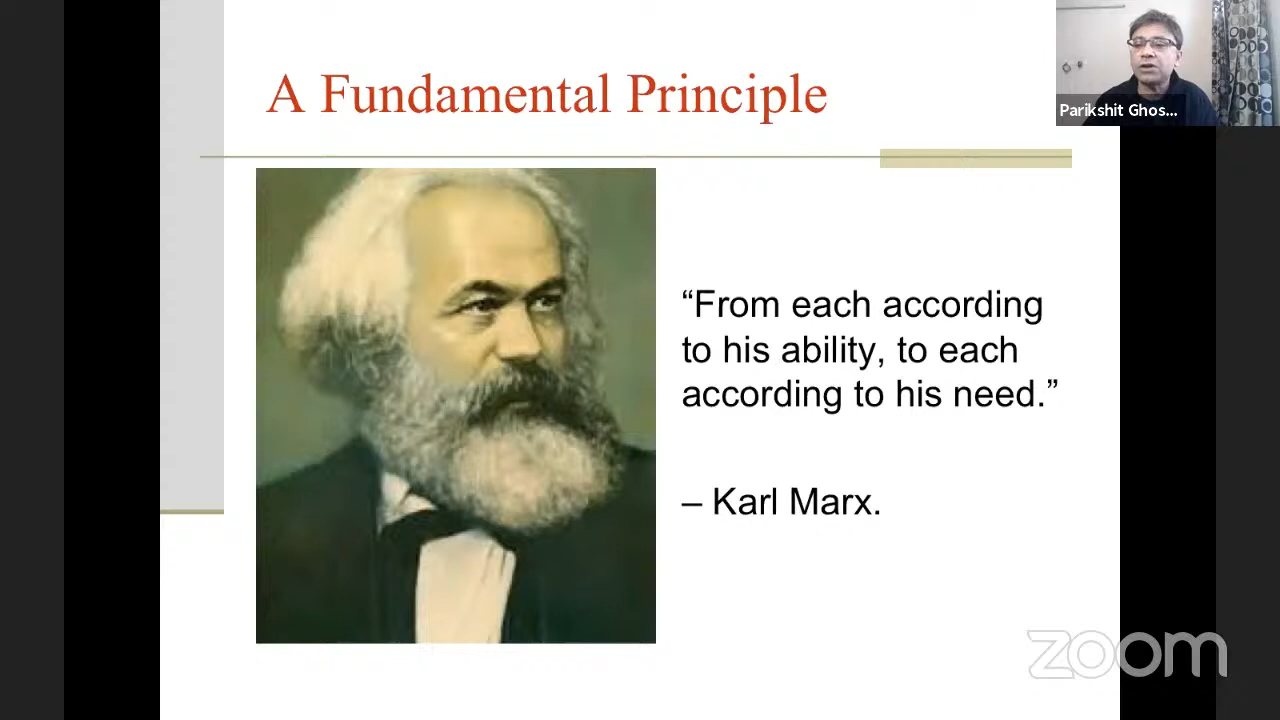 A Fundamental Principle
Parikshit Ghos...
“From each according
to his ability, to each
according to his need.”
– Karl Marx.
zoom